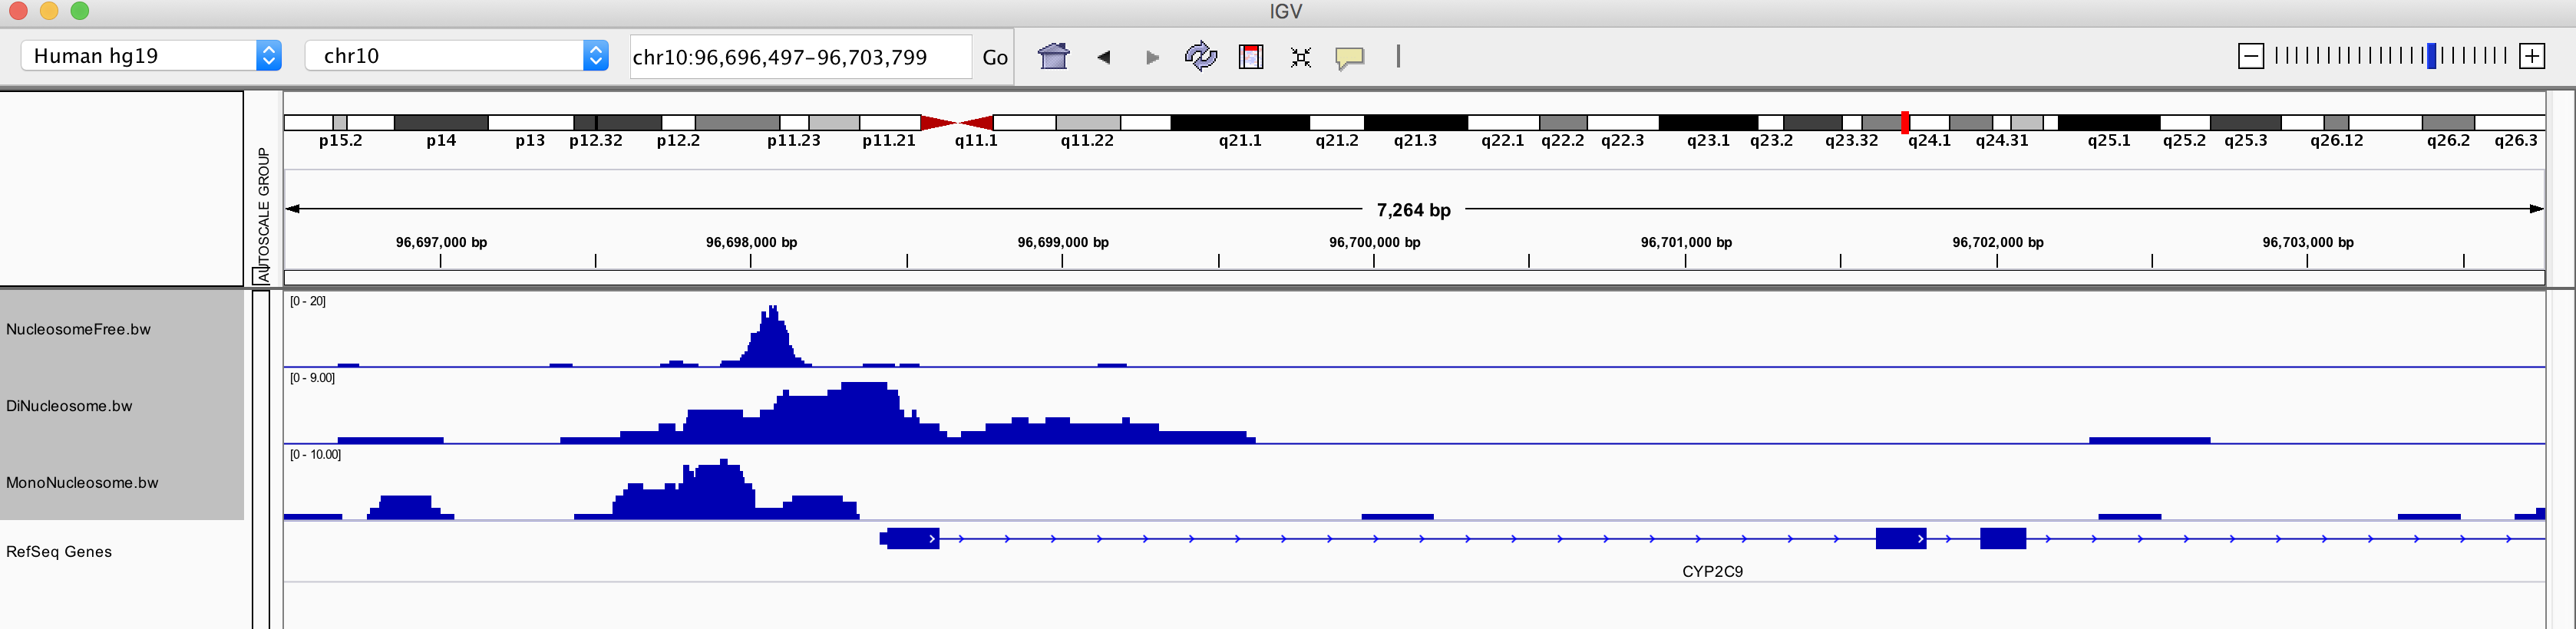 IGV
Human hg19 chr10 chr10:96,696,497-96,703,799 Go
p15.2 p14 p13 p12.32 p12.2 p11.23 p11.21 q11.1 q11.22 q21.1 q21.2 q21.3 q22.1 q22.2 q22.3 q23.1 q23.2 q23.32 q24.1 q24.31 q25.1 q25.2 q25.3 q26.12 q26.2 q26.3
AUTOSCALE GROUP
7,264 bp
96,697,000 bp 96,698,000 bp 96,699,000 bp 96,700,000 bp 96,701,000 bp 96,702,000 bp 96,703,000 bp
[0 - 20]
NucleosomeFree.bw
[0 - 9.00]
DiNucleosome.bw
[0 - 10.00]
MonoNucleosome.bw
RefSeq Genes
CYP2C9